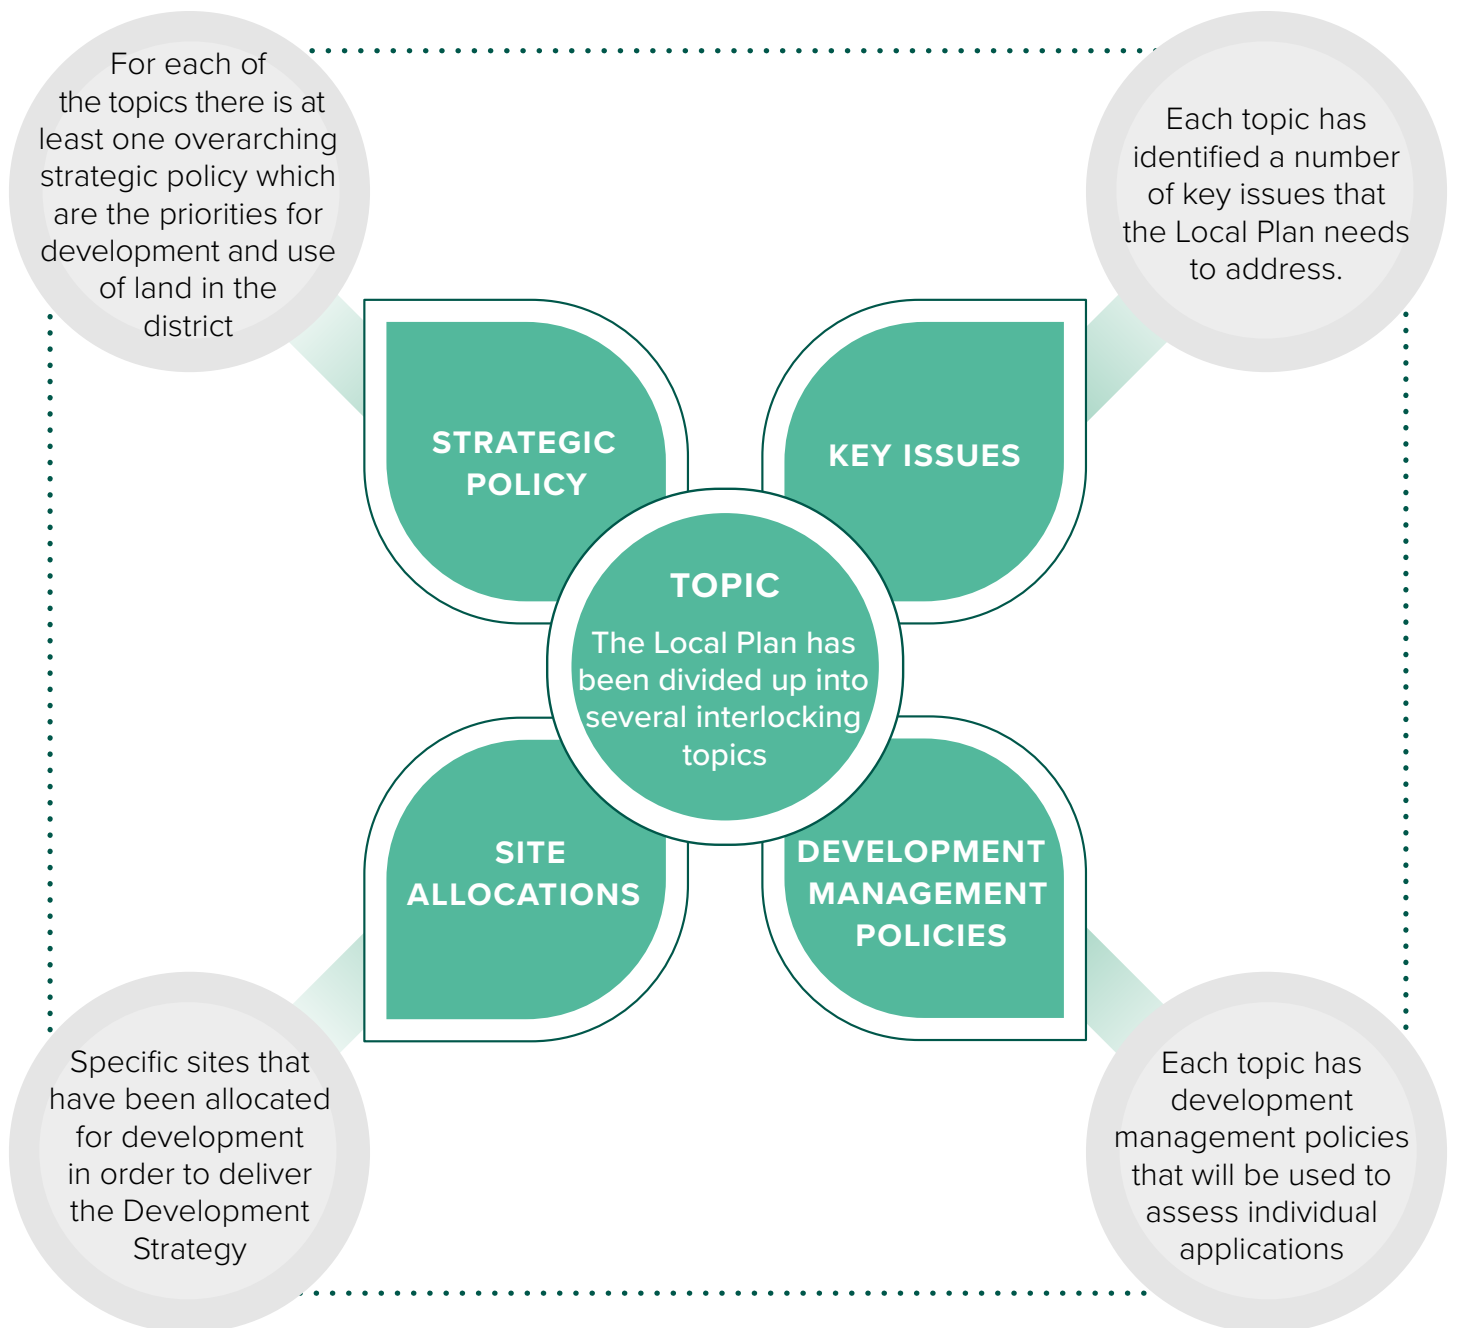 For each of
the topics there is at
least one overarching
strategic policy which
are the priorities for
development and use
of land in the
district
Each topic has
identified a number
of key issues that
the Local Plan needs
to address.
STRATEGIC
POLICY
KEY ISSUES
TOPIC
The Local Plan has
been divided up into
several interlocking
topics
SITE
ALLOCATIONS
DEVELOPMENT
MANAGEMENT
POLICIES
Specific sites that
have been allocated
for development
in order to deliver
the Development
Strategy
Each topic has
development
management policies
that will be used to
assess individual
applications